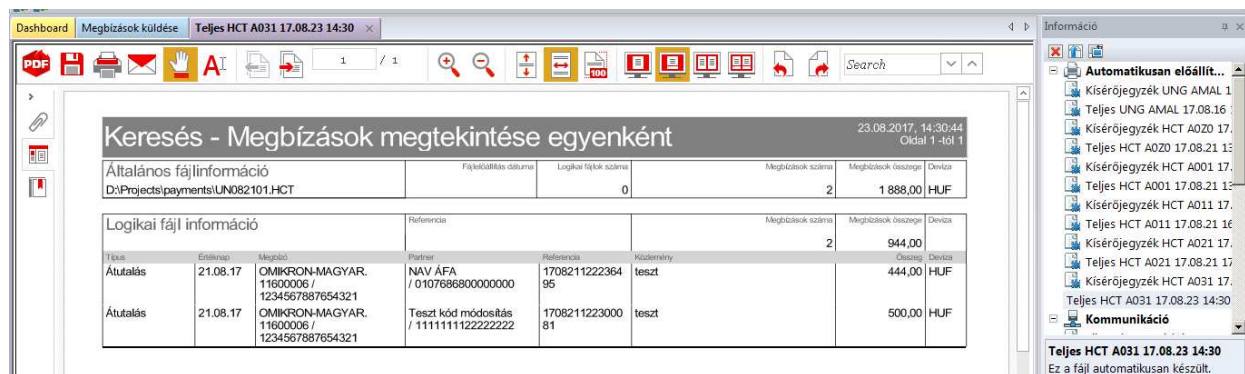 Dashboard
Megbízások küldése
Teljes HCT A031 17.08.23 14:30
PDF
1 / 1
100
Search
Keresés - Megbízások megtekintése egyenként
23.08.2017, 14:30:44
Oldal 1 -tól 1
Általános fájlinformáció Fájlelőállítás dátuma Logikai fájlok száma Megbízások száma Megbízások összege Deviza
D:\Projects\payments\UN082101.HCT 0 2 1 888,00 HUF
Logikai fájl információ Referencia Megbízások száma Megbízások összege Deviza
2 944,00
Típus Értéknap Megbízó Partner Referencia Közlemény Összeg Deviza
Átutalás 21.08.17 OMIKRON-MAGYAR. NAV ÁFA 1708211222364 teszt 444,00 HUF
11600006 / / 0107686800000000 95
1234567887654321
Átutalás 21.08.17 OMIKRON-MAGYAR. Teszt kód módosítás 1708211223000 teszt 500,00 HUF
11600006 / / 1111111122222222 81
1234567887654321
Információ
Automatikusan előállít...
Kísérőjegyzék UNG AMAL 1
Teljes UNG AMAL 17.08.16
Kísérőjegyzék HCT A0Z0 17.
Teljes HCT A0Z0 17.08.21 13
Kísérőjegyzék HCT A001 17.
Teljes HCT A001 17.08.21 13
Kísérőjegyzék HCT A011 17.
Teljes HCT A011 17.08.21 16
Kísérőjegyzék HCT A021 17.
Teljes HCT A021 17.08.21 17
Kísérőjegyzék HCT A031 17.
Teljes HCT A031 17.08.23 14:30
Kommunikáció
Teljes HCT A031 17.08.23 14:30
Ez a fájl automatikusan készült.